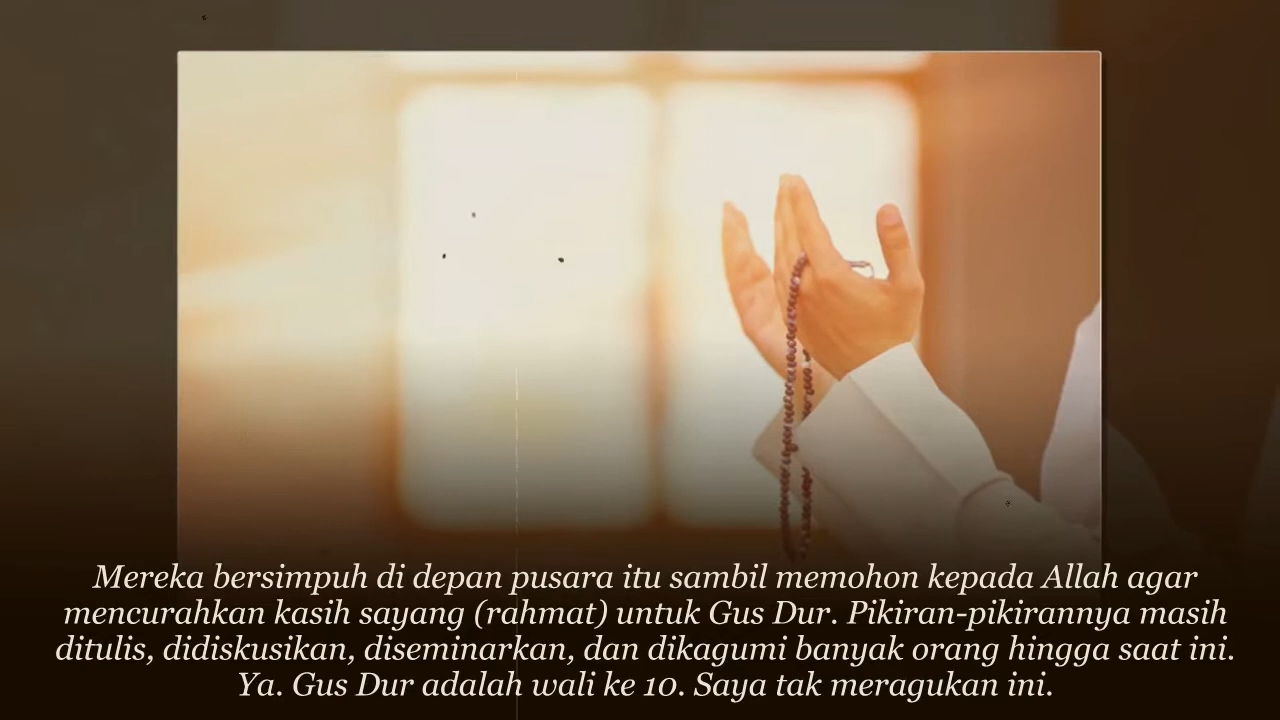 Mereka bersimpuh di depan pusara itu sambil memohon kepada Allah agar
mencurahkan kasih sayang (rahmat) untuk Gus Dur. Pikiran-pikirannya masih
ditulis, didiskusikan, diseminarkan, dan dikagumi banyak orang hingga saat ini.
Ya. Gus Dur adalah wali ke 10. Saya tak meragukan ini.